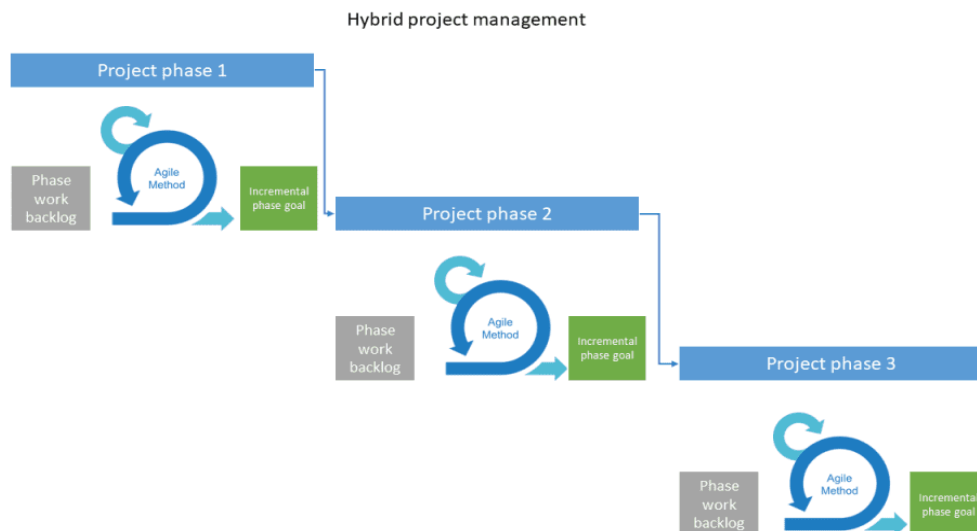 Hybrid project management
Project phase 1
Phase
work
backlog
Agile
Method
Incremental
phase goal
Project phase 2
Phase
work
backlog
Agile
Method
Incremental
phase goal
Project phase 3
Phase
work
backlog
Agile
Method
Incremental
phase goal